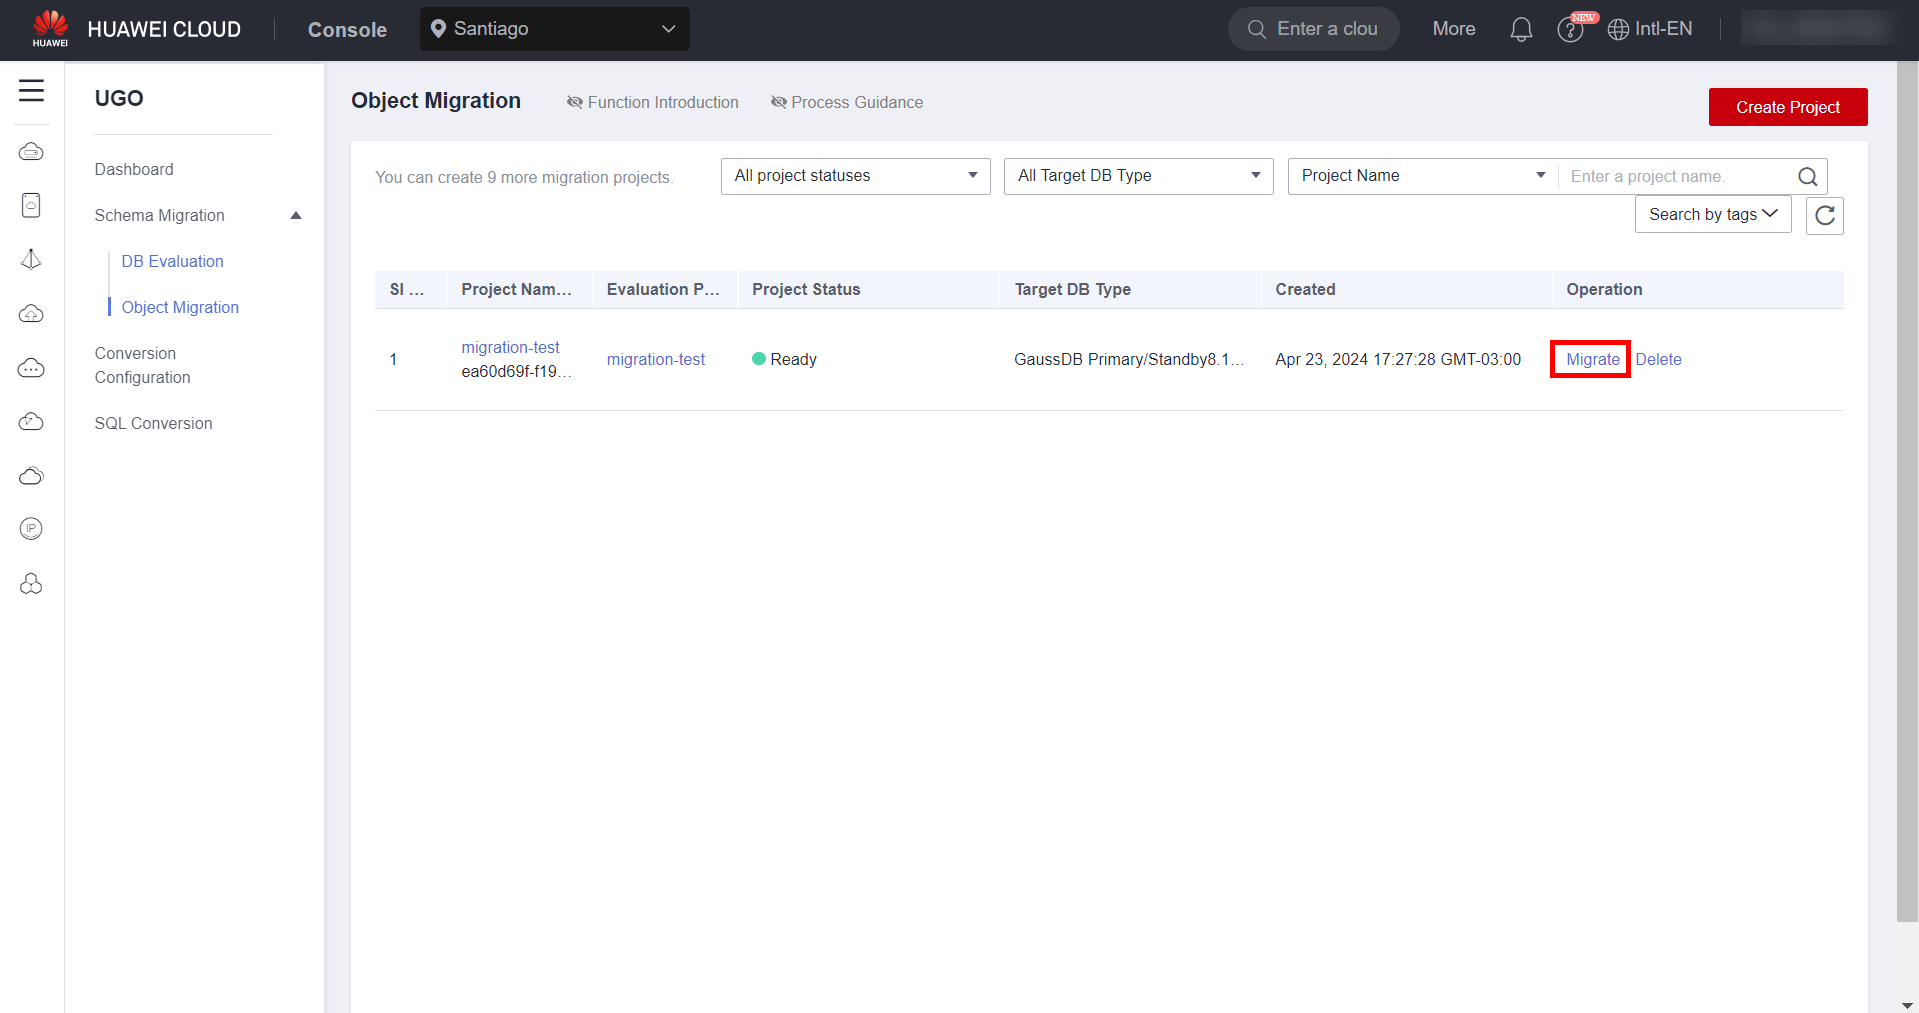 HUAWEI
HUAWEI CLOUD
Console
Santiago
Enter a clou
More
NEW
Intl-EN
UGO
Dashboard
Schema Migration
DB Evaluation
Object Migration
Conversion
Configuration
SQL Conversion
Object Migration
Function Introduction
Process Guidance
Create Project
You can create 9 more migration projects.
All project statuses
All Target DB Type
Project Name
Enter a project name.
Search by tags
SI ...
Project Nam...
Evaluation P...
Project Status
Target DB Type
Created
Operation
1
migration-test
ea60d69f-f19...
migration-test
Ready
GaussDB Primary/Standby8.1...
Apr 23, 2024 17:27:28 GMT-03:00
Migrate
Delete
IP